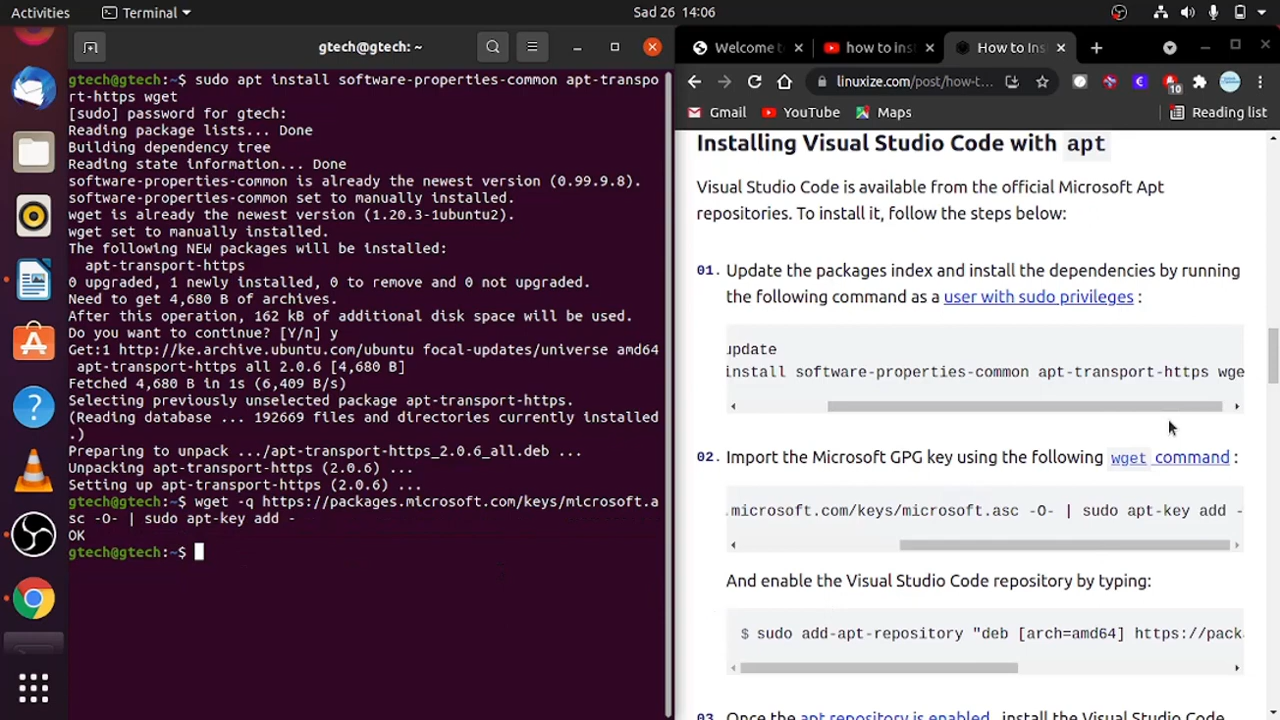 Activities
Terminal
Sad 26 14:06
gtech@gtech: ~
gtech@gtech:~$ sudo apt install software-properties-common apt-transpo
rt-https wget
[sudo] password for gtech:
Reading package lists... Done
Building dependency tree
Reading state information... Done
software-properties-common is already the newest version (0.99.9.8).
software-properties-common set to manually installed.
wget is already the newest version (1.20.3-1ubuntu2).
wget set to manually installed.
The following NEW packages will be installed:
apt-transport-https
0 upgraded, 1 newly installed, 0 to remove and 0 not upgraded.
Need to get 4,680 B of archives.
After this operation, 162 kB of additional disk space will be used.
Do you want to continue? [Y/n] y
Get:1 http://ke.archive.ubuntu.com/ubuntu focal-updates/universe amd64
apt-transport-https all 2.0.6 [4,680 B]
Fetched 4,680 B in 1s (6,409 B/s)
Selecting previously unselected package apt-transport-https.
(Reading database ... 192669 files and directories currently installed
.)
Preparing to unpack .../apt-transport-https_2.0.6_all.deb ...
Unpacking apt-transport-https (2.0.6) ...
Setting up apt-transport-https (2.0.6) ...
gtech@gtech:~$ wget -q https://packages.microsoft.com/keys/microsoft.a
sc -O- | sudo apt-key add -
OK
gtech@gtech:~$
Welcome t
how to ins
How to Ins
linuxize.com/post/how-t...
10
Gmail
YouTube
Maps
Reading list
Installing Visual Studio Code with apt
Visual Studio Code is available from the official Microsoft Apt
repositories. To install it, follow the steps below:
01. Update the packages index and install the dependencies by running
the following command as a user with sudo privileges :
update
install software-properties-common apt-transport-https wge
02. Import the Microsoft GPG key using the following wget command :
.microsoft.com/keys/microsoft.asc -O- | sudo apt-key add -
And enable the Visual Studio Code repository by typing:
$ sudo add-apt-repository "deb [arch=amd64] https://pack
03. Once the apt repository is enabled , install the Visual Studio Code